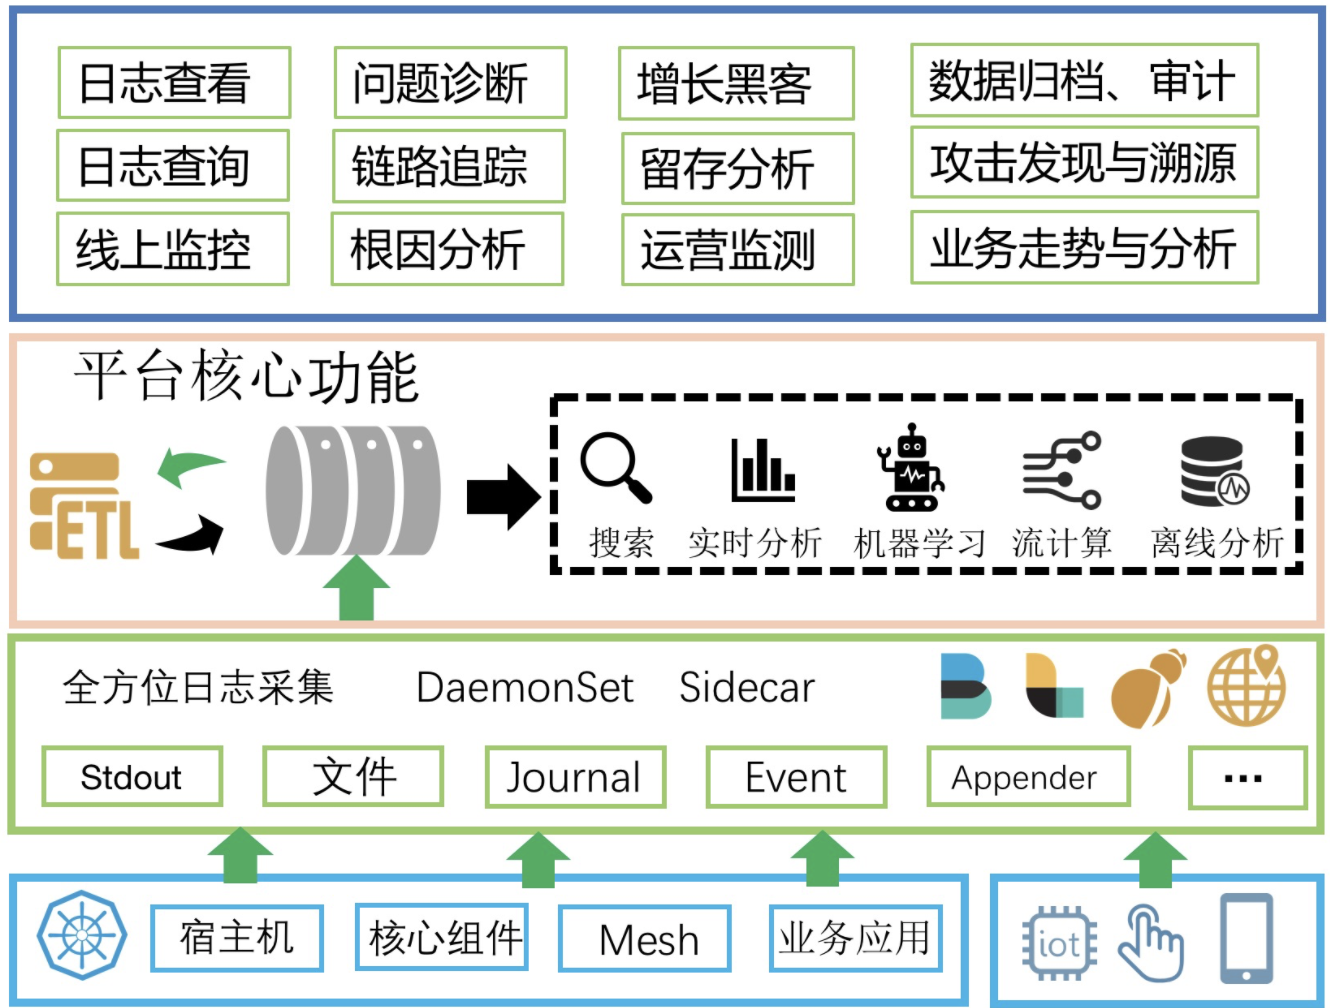 日志查看 问题诊断 增长黑客 数据归档、审计
日志查询 链路追踪 留存分析 攻击发现与溯源
线上监控 根因分析 运营监测 业务走势与分析
平台核心功能
ETL
搜索 实时分析 机器学习 流计算 离线分析
全方位日志采集 DaemonSet Sidecar
Stdout 文件 Journal Event Appender ...
宿主机 核心组件 Mesh 业务应用 iot